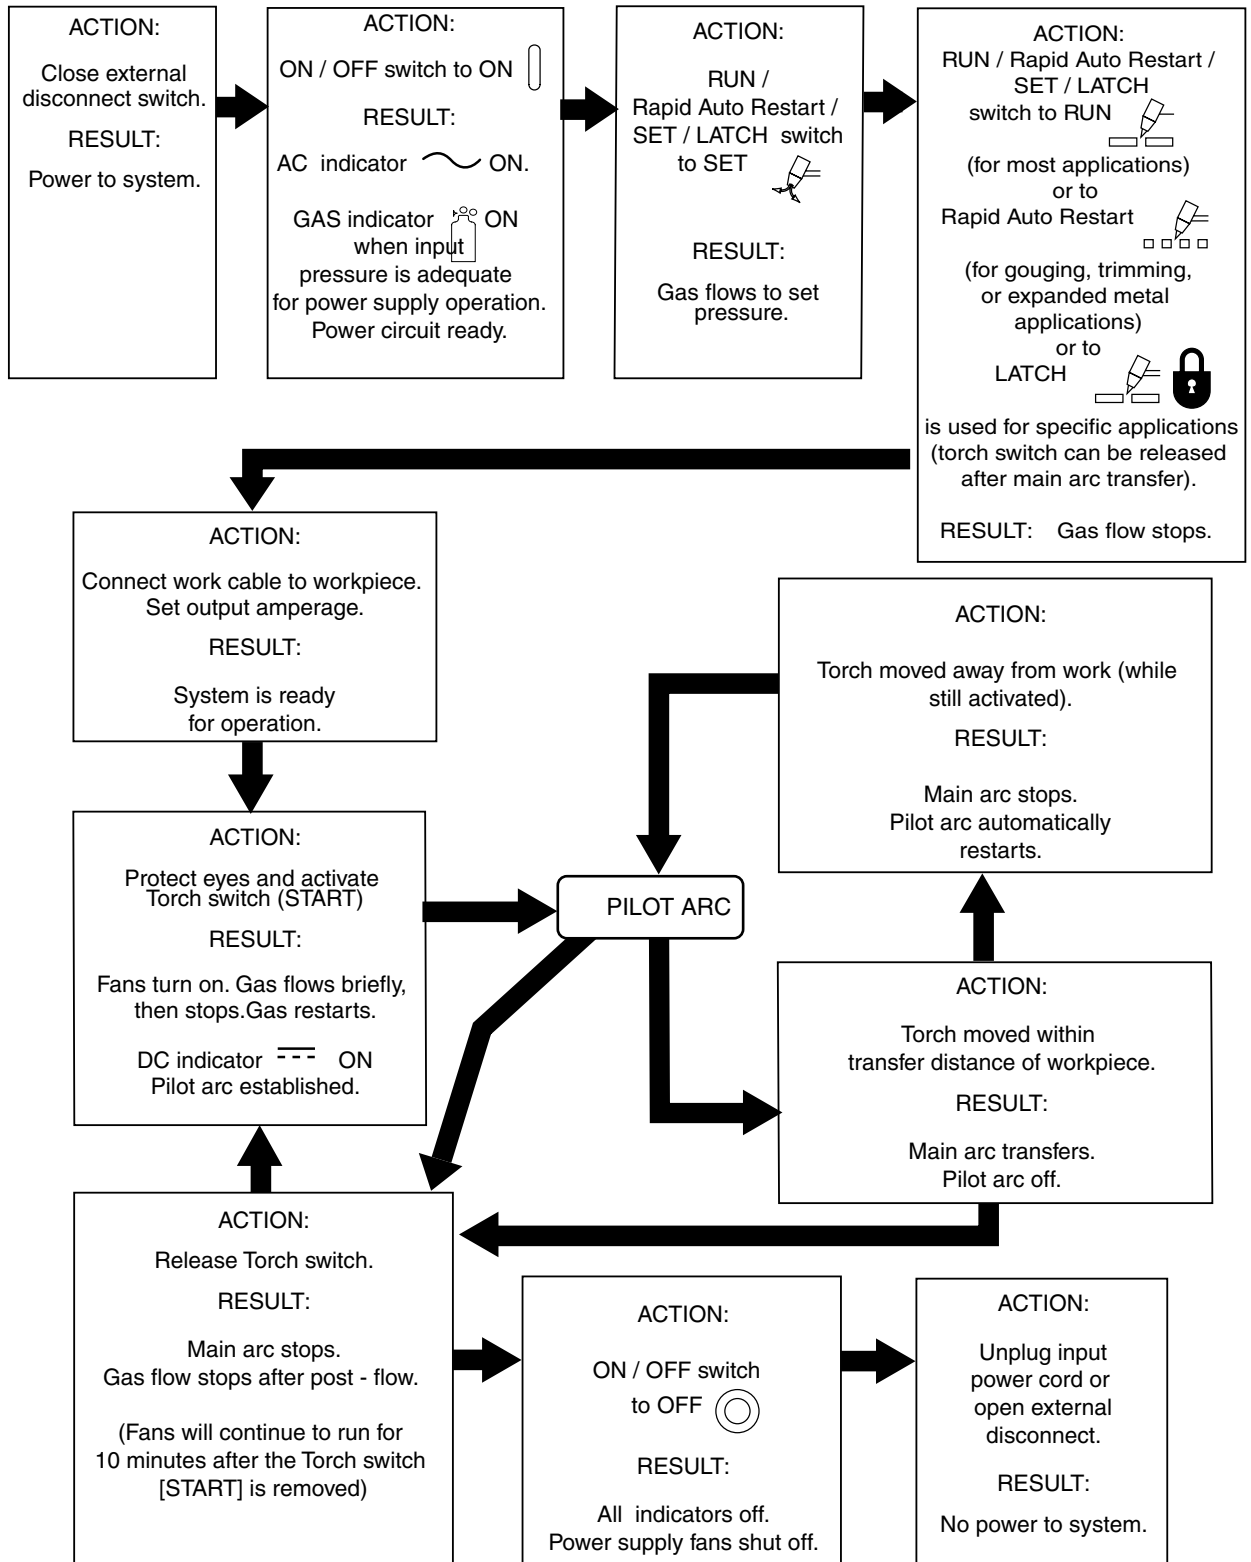 ACTION:
Close external
disconnect switch.
RESULT:
Power to system.
ACTION:
ON / OFF switch to ON
RESULT:
AC indicator ON.
GAS indicator ON
when input
pressure is adequate
for power supply operation.
Power circuit ready.
ACTION:
RUN /
Rapid Auto Restart /
SET / LATCH switch
to SET
RESULT:
Gas flows to set
pressure.
ACTION:
RUN / Rapid Auto Restart /
SET / LATCH
switch to RUN
(for most applications)
or to
Rapid Auto Restart
(for gouging, trimming,
or expanded metal
applications)
or to
LATCH
is used for specific applications
(torch switch can be released
after main arc transfer).
RESULT: Gas flow stops.
ACTION:
Connect work cable to workpiece.
Set output amperage.
RESULT:
System is ready
for operation.
ACTION:
Protect eyes and activate
Torch switch (START)
RESULT:
Fans turn on. Gas flows briefly,
then stops.Gas restarts.
DC indicator ON
Pilot arc established.
PILOT ARC
ACTION:
Torch moved away from work (while
still activated).
RESULT:
Main arc stops.
Pilot arc automatically
restarts.
ACTION:
Torch moved within
transfer distance of workpiece.
RESULT:
Main arc transfers.
Pilot arc off.
ACTION:
Release Torch switch.
RESULT:
Main arc stops.
Gas flow stops after post - flow.
(Fans will continue to run for
10 minutes after the Torch switch
[START] is removed)
ACTION:
ON / OFF switch
to OFF
RESULT:
All indicators off.
Power supply fans shut off.
ACTION:
Unplug input
power cord or
open external
disconnect.
RESULT:
No power to system.